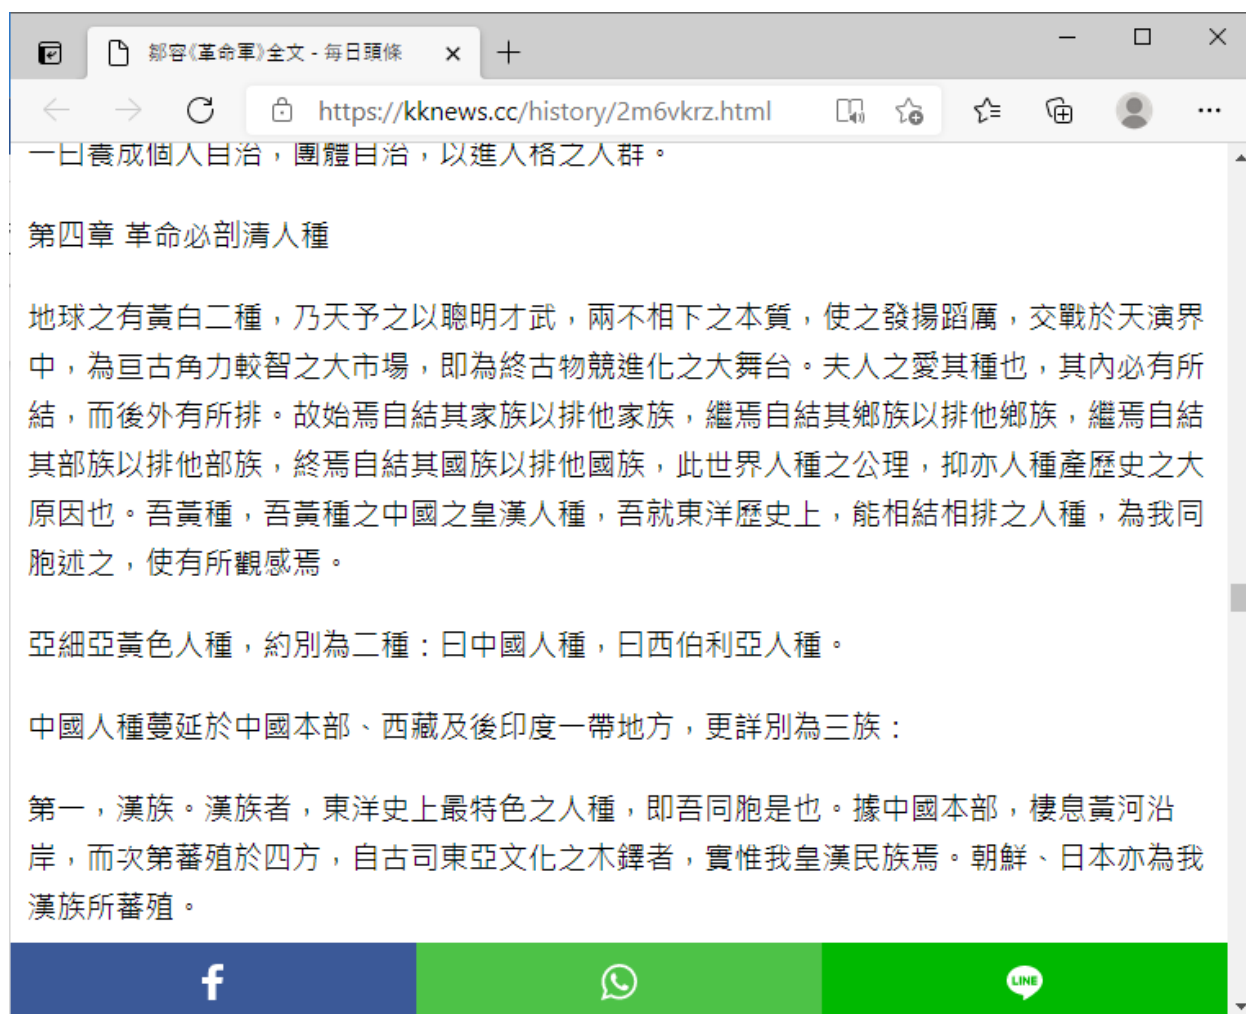 鄒容《革命軍》全文 - 每日頭條
https://kknews.cc/history/2m6vkrz.html
一曰養成個人自治，團體自治，以進人格之人群。
第四章 革命必剖清人種
地球之有黃白二種，乃天予之以聰明才武，兩不相下之本質，使之發揚蹈厲，交戰於天演界
中，為亘古角力較智之大市場，即為終古物競進化之大舞台。夫人之愛其種也，其內必有所
結，而後外有所排。故始焉自結其家族以排他家族，繼焉自結其鄉族以排他鄉族，繼焉自結
其部族以排他部族，終焉自結其國族以排他國族，此世界人種之公理，抑亦人種產歷史之大
原因也。吾黃種，吾黃種之中國之皇漢人種，吾就東洋歷史上，能相結相排之人種，為我同
胞述之，使有所觀感焉。
亞細亞黃色人種，約別為二種：曰中國人種，曰西伯利亞人種。
中國人種蔓延於中國本部、西藏及後印度一帶地方，更詳別為三族：
第一，漢族。漢族者，東洋史上最特色之人種，即吾同胞是也。據中國本部，棲息黃河沿
岸，而次第蕃殖於四方，自古司東亞文化之木鐸者，實惟我皇漢民族焉。朝鮮、日本亦為我
漢族所蕃殖。
LINE